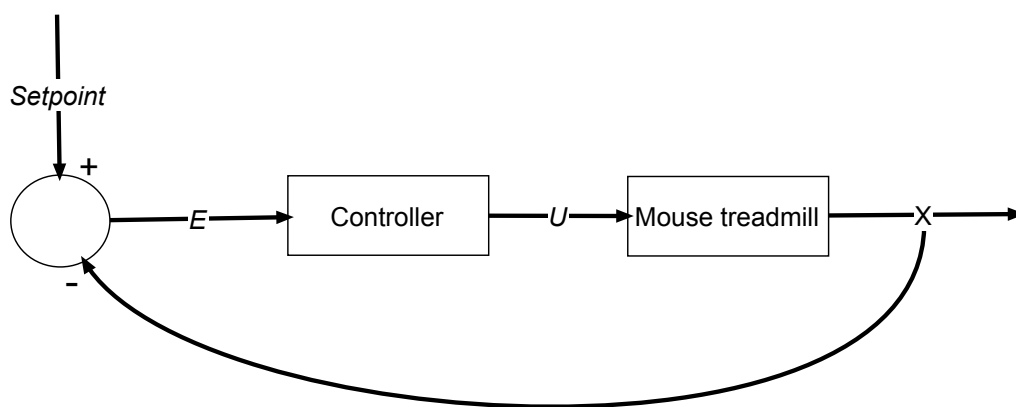 Setpoint
+
E
Controller
U
Mouse treadmill
X
-